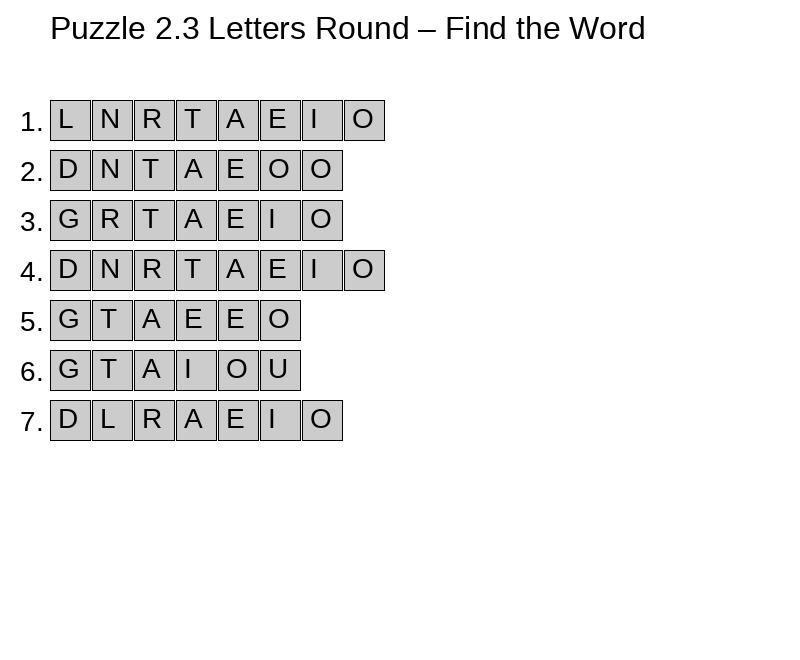 Puzzle 2.3 Letters Round – Find the Word
1. L N R T A E I O
2. D N T A E O O
3. G R T A E I O
4. D N R T A E I O
5. G T A E E O
6. G T A I O U
7. D L R A E I O